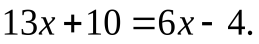 13x + 10 = 6x − 4.